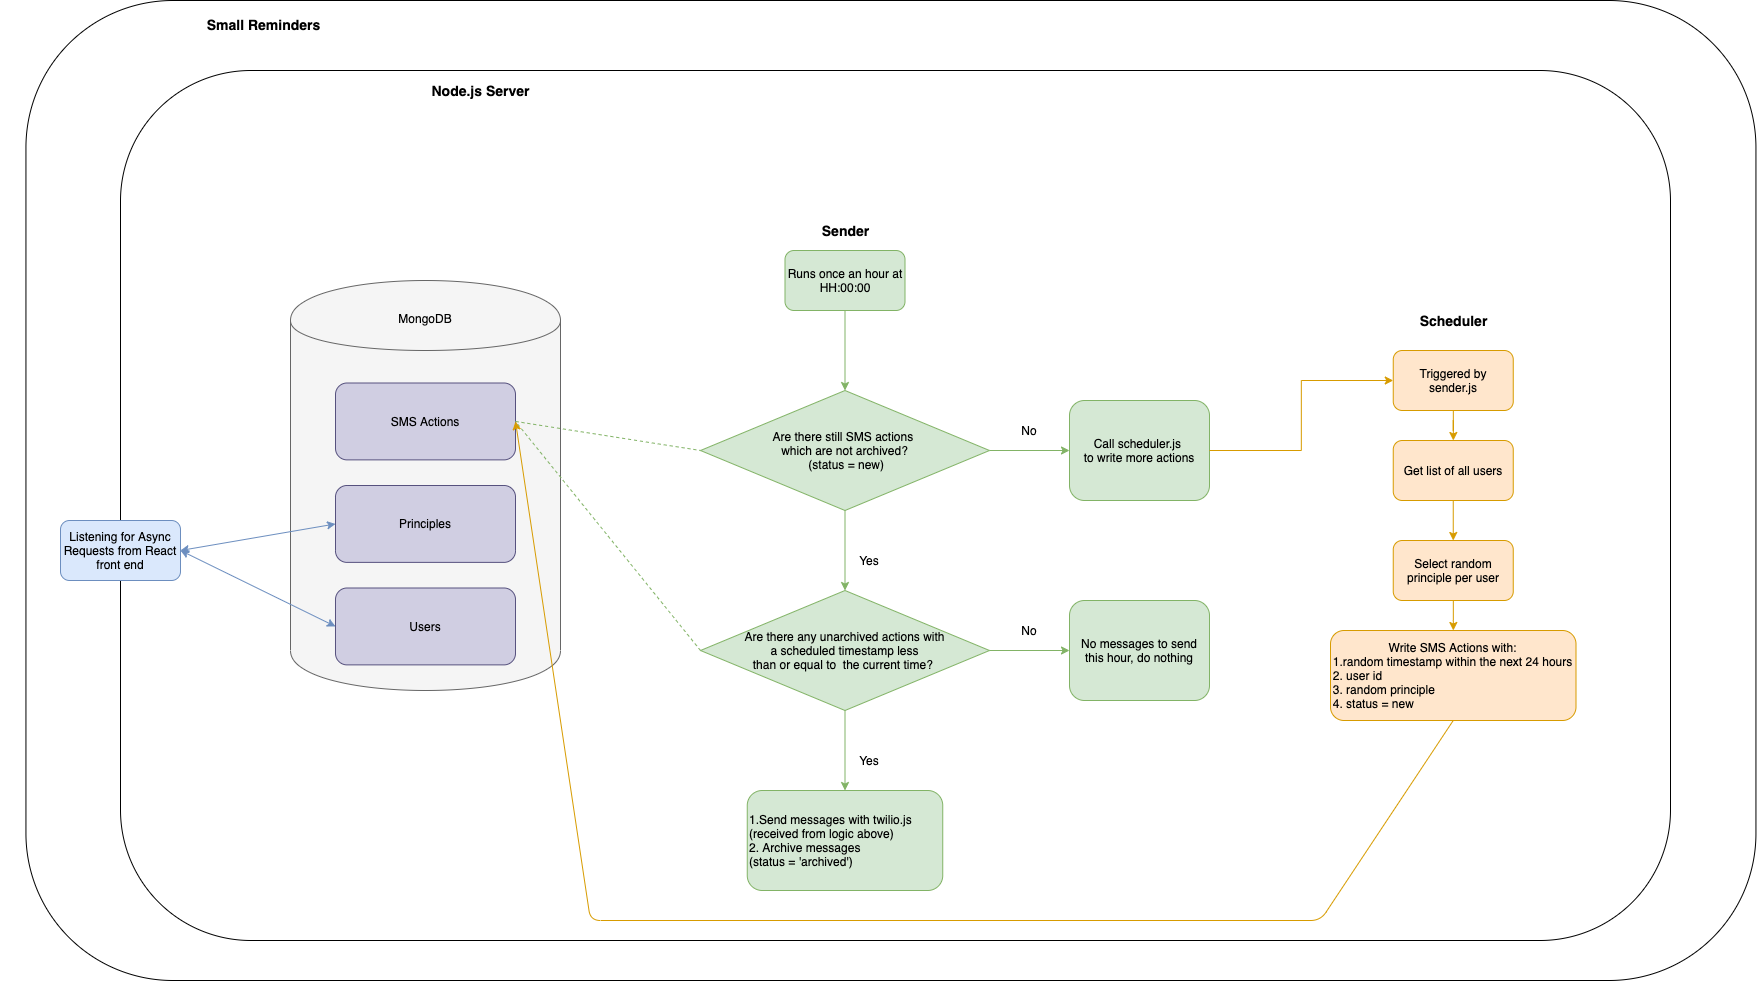 Small Reminders
Node.js Server
Sender
Runs once an hour at
HH:00:00
MongoDB
Scheduler
Triggered by
sender.js
SMS Actions
Are there still SMS actions
which are not archived?
(status = new)
No
Call scheduler.js
to write more actions
Get list of all users
Principles
Listening for Async
Requests from React
front end
Yes
Select random
principle per user
Users
Are there any unarchived actions with
a scheduled timestamp less
than or equal to  the current time?
No
No messages to send
this hour, do nothing
Write SMS Actions with:
1.random timestamp within the next 24 hours
2. user id
3. random principle
4. status = new
Yes
1.Send messages with twilio.js
(received from logic above)
2. Archive messages
(status = 'archived')